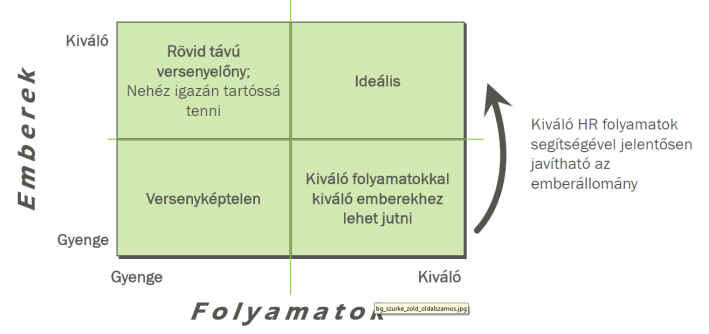 Emberek
Kiváló
Gyenge
Rövid távú
versenyelőny;
Nehéz igazán tartóssá
tenni
Ideális
Versenyképtelen
Kiváló folyamatokkal
kiváló emberekhez
lehet jutni
Kiváló HR folyamatok
segítségével jelentősen
javítható az
emberállomány
Gyenge
Kiváló
Folyamatok
bg_szurke_zold_oldalszamos.jpg